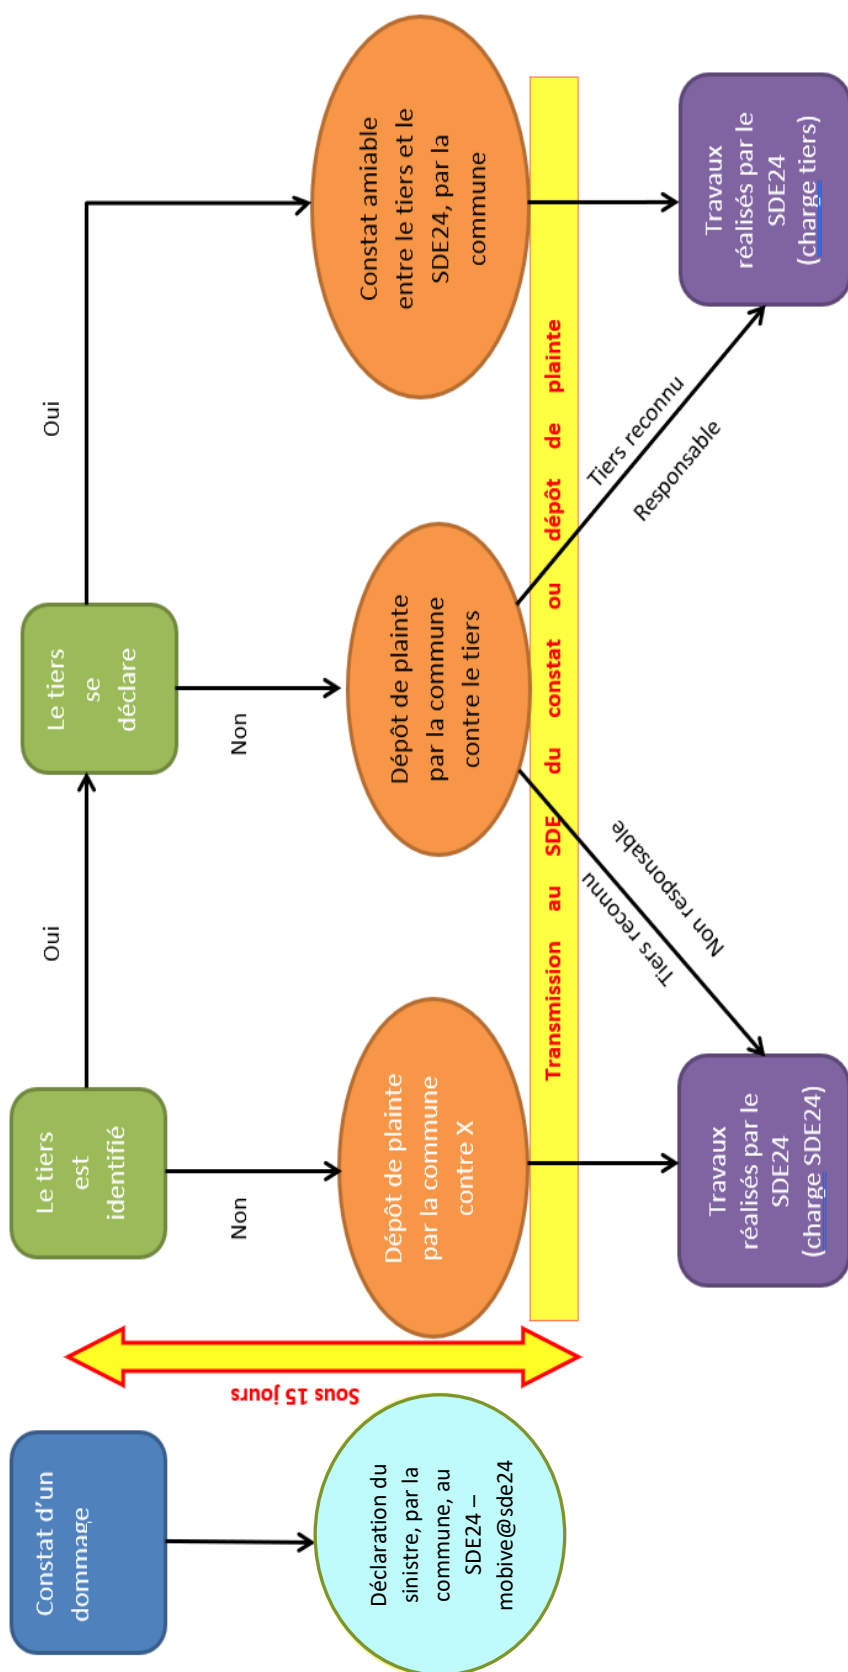 Constat d’un
dommage
Déclaration du
sinistre, par la
commune, au
SDE24 –
mobive@sde24
Sous 15 jours
Le tiers
est
identifié
Oui
Non
Le tiers
se
déclare
Oui
Non
Dépôt de plainte
par la commune
contre X
Dépôt de plainte
par la commune
contre le tiers
Constat amiable
entre le tiers et le
SDE24, par la
commune
Transmission au SDE du constat ou dépôt de plainte
Tiers reconnu
Non responsable
Tiers reconnu
Responsable
Travaux
réalisés par le
SDE24
(charge SDE24)
Travaux
réalisés par le
SDE24
(charge tiers)